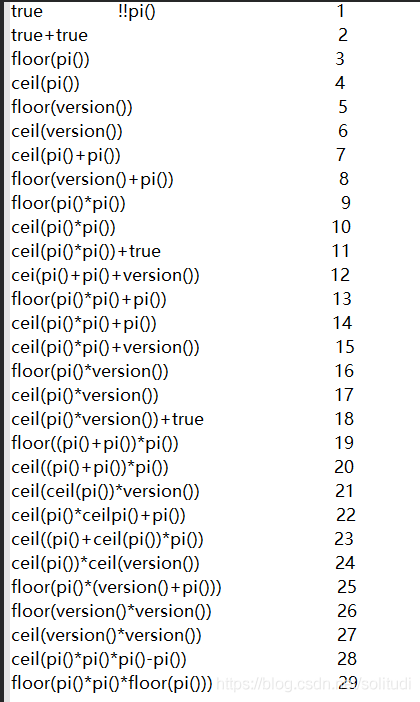 true !!pi() 1
true+true 2
floor(pi()) 3
ceil(pi()) 4
floor(version()) 5
ceil(version()) 6
ceil(pi()+pi()) 7
floor(version()+pi()) 8
floor(pi()*pi()) 9
ceil(pi()*pi()) 10
ceil(pi()*pi())+true 11
cei(pi()+pi()+version()) 12
floor(pi()*pi()+pi()) 13
ceil(pi()*pi()+pi()) 14
ceil(pi()*pi()+version()) 15
floor(pi()*version()) 16
ceil(pi()*version()) 17
ceil(pi()*version())+true 18
floor((pi()+pi())*pi()) 19
ceil((pi()+pi())*pi()) 20
ceil(ceil(pi())*version()) 21
ceil(pi()*ceilpi()+pi()) 22
ceil((pi()+ceil(pi())*pi()) 23
ceil(pi())*ceil(version()) 24
floor(pi()*(version()+pi())) 25
floor(version()*version()) 26
ceil(version()*version()) 27
ceil(pi()*pi()*pi()-pi()) 28
floor(pi()*pi()*floor(pi())) 29
https://blog.csdn.net/solitudi